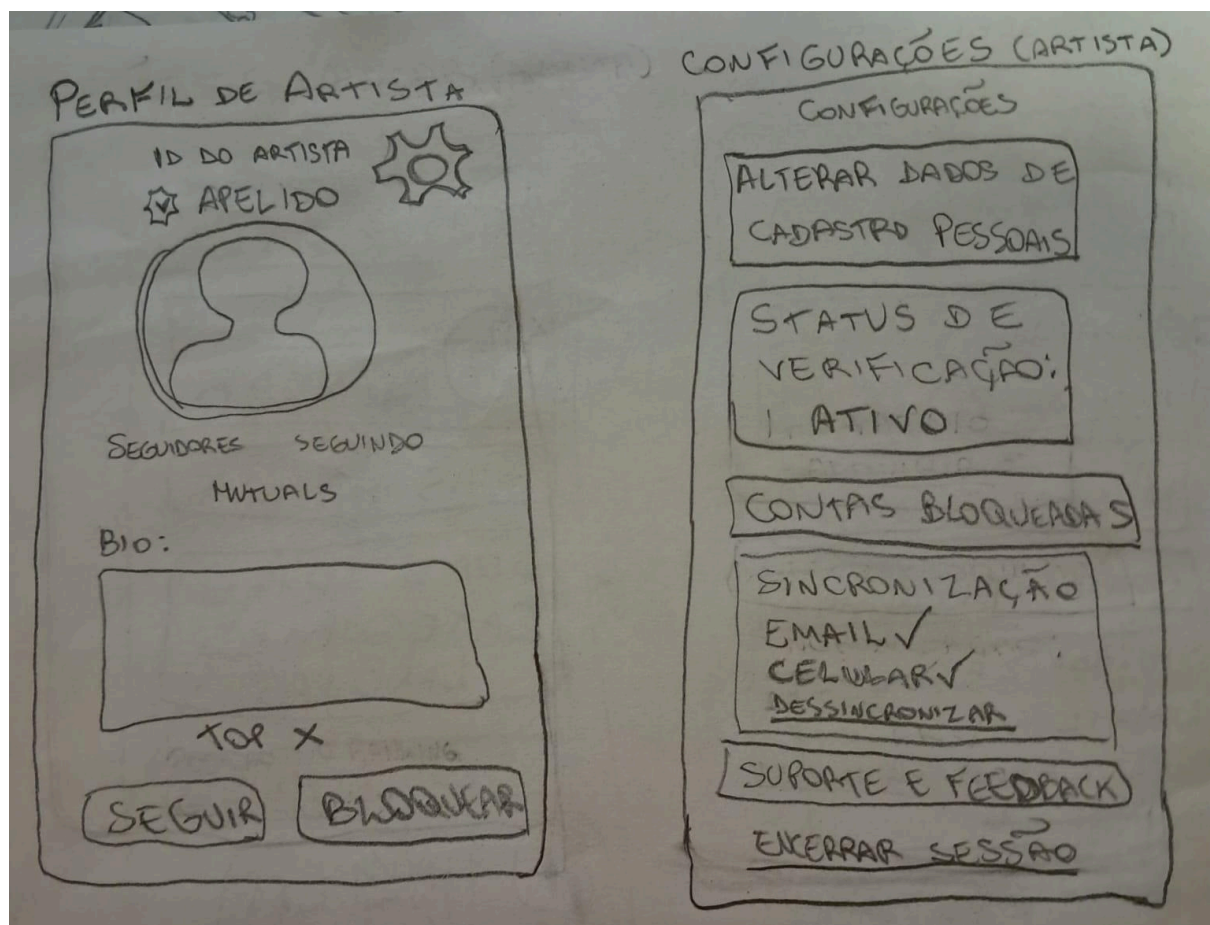 PERFIL DE ARTISTA
ID DO ARTISTA
APELIDO
SEGUIDORES SEGUINDO
MUTUALS
BIO:
TOP X
SEGUIR
BLOQUEAR
CONFIGURAÇÕES (ARTISTA)
CONFIGURAÇÕES
ALTERAR DADOS DE
CADASTRO PESSOAIS
STATUS DE
VERIFICAÇÃO:
ATIVO
CONTAS BLOQUEADAS
SINCRONIZAÇÃO
EMAIL ✓
CELULAR ✓
DESSINCRONIZAR
SUPORTE E FEEDBACK
ENCERRAR SESSÃO